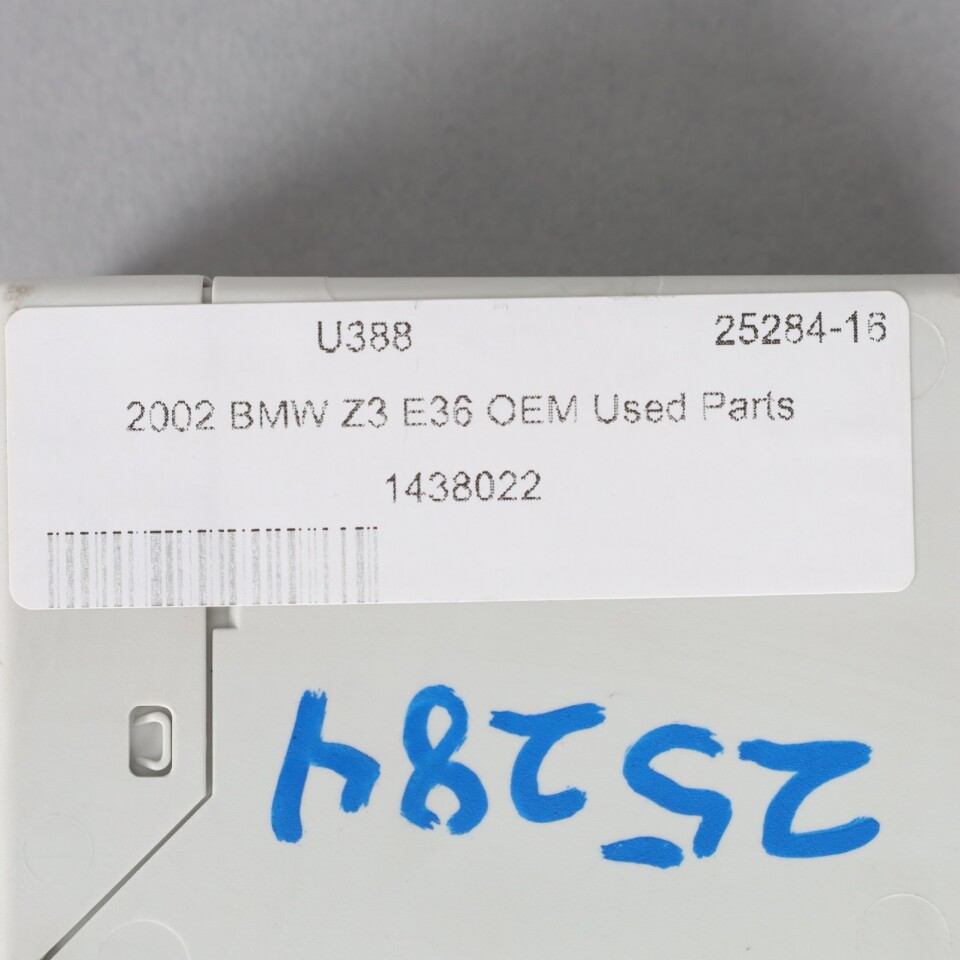 U388 25284-16
2002 BMW Z3 E36 OEM Used Parts
1438022
25284